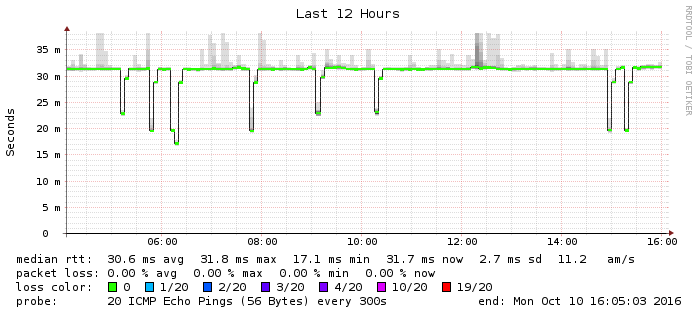 Last 12 Hours
RRDTOOL / TOBI OETIKER
Seconds
35 m
30 m
25 m
20 m
15 m
10 m
5 m
0
06:00 08:00 10:00 12:00 14:00 16:00
median rtt: 30.6 ms avg 31.8 ms max 17.1 ms min 31.7 ms now 2.7 ms sd 11.2 am/s
packet loss: 0.00 % avg 0.00 % max 0.00 % min 0.00 % now
loss color: 0 1/20 2/20 3/20 4/20 10/20 19/20
probe: 20 ICMP Echo Pings (56 Bytes) every 300s end: Mon Oct 10 16:05:03 2016